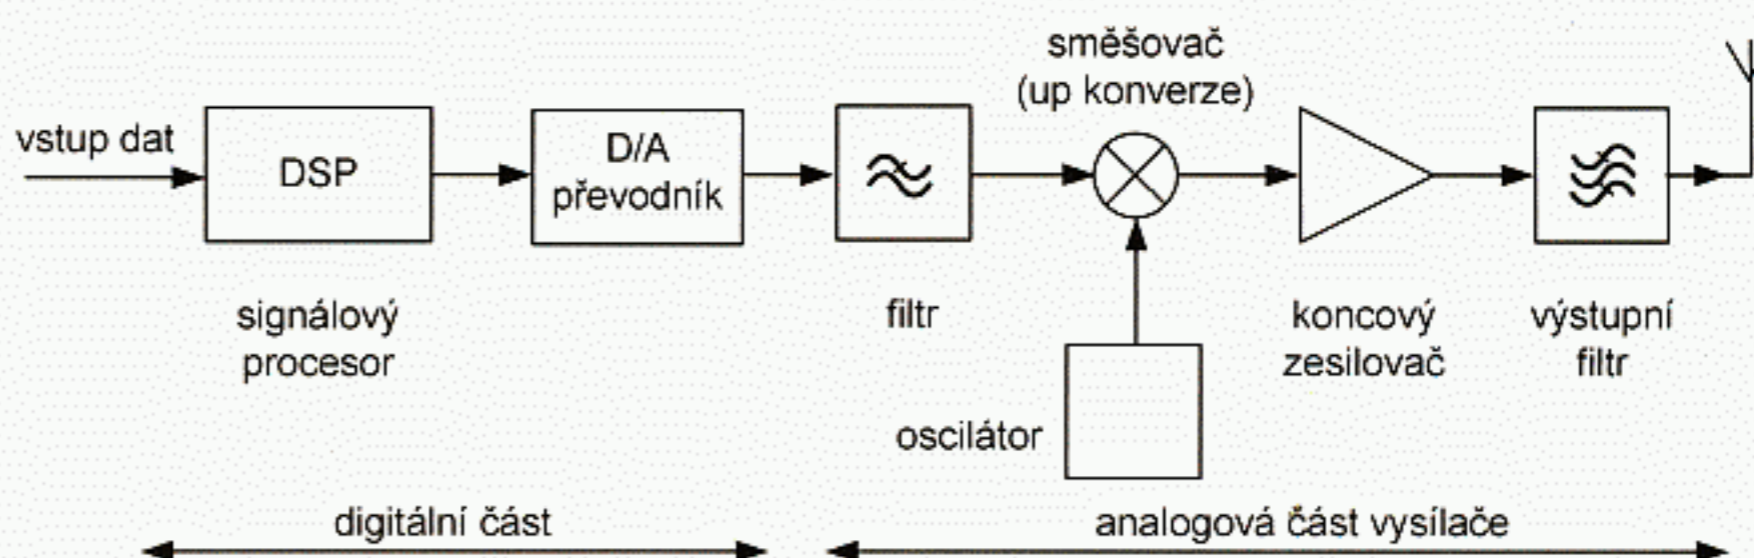 směšovač
(up konverze)
vstup dat
DSP
D/A
převodník
signálový
procesor
filtr
koncový
zesilovač
výstupní
filtr
oscilátor
digitální část
analogová část vysílače